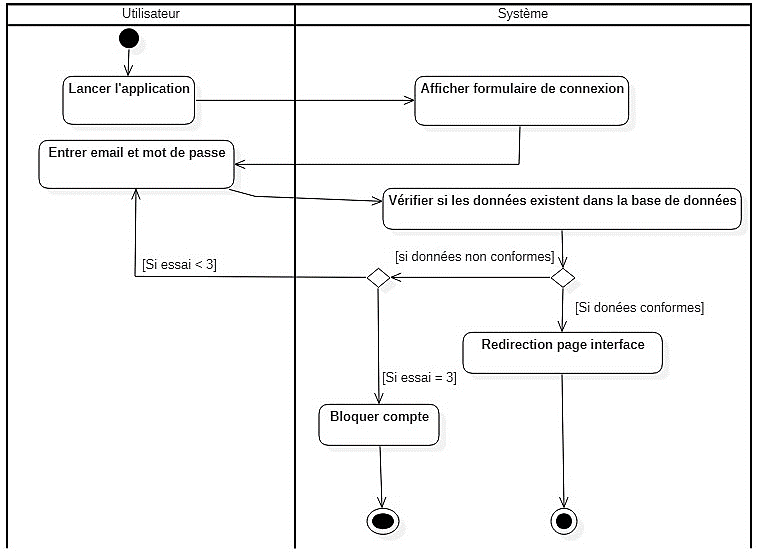 Utilisateur
Système
Lancer l'application
Afficher formulaire de connexion
Entrer email et mot de passe
Vérifier si les données existent dans la base de données
[si données non conformes]
[Si essai < 3]
[Si donées conformes]
Redirection page interface
[Si essai = 3]
Bloquer compte